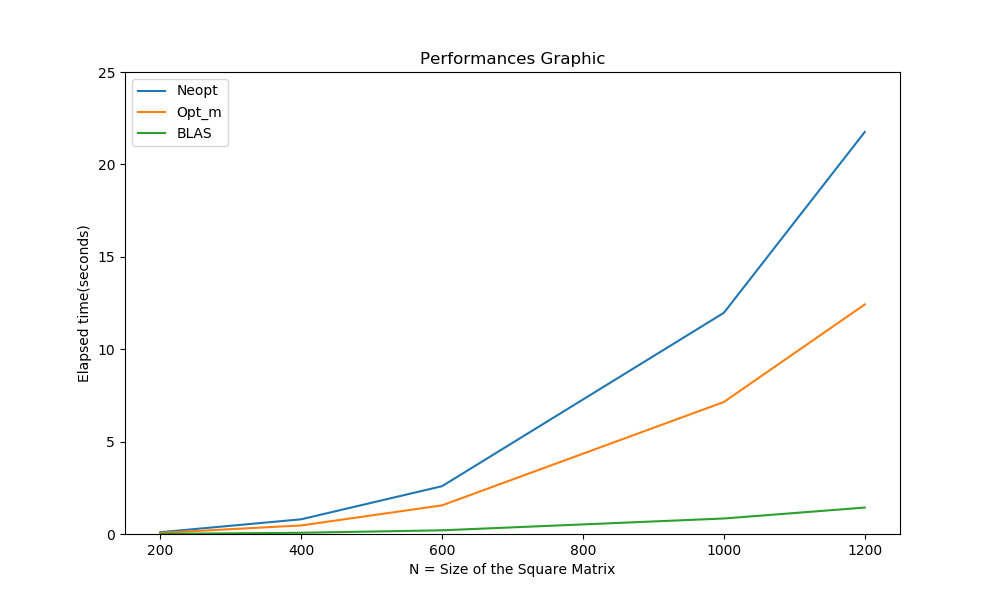 Performances Graphic
Neopt
Opt_m
BLAS
Elapsed time(seconds)
25
20
15
10
5
0
200 400 600 800 1000 1200
N = Size of the Square Matrix